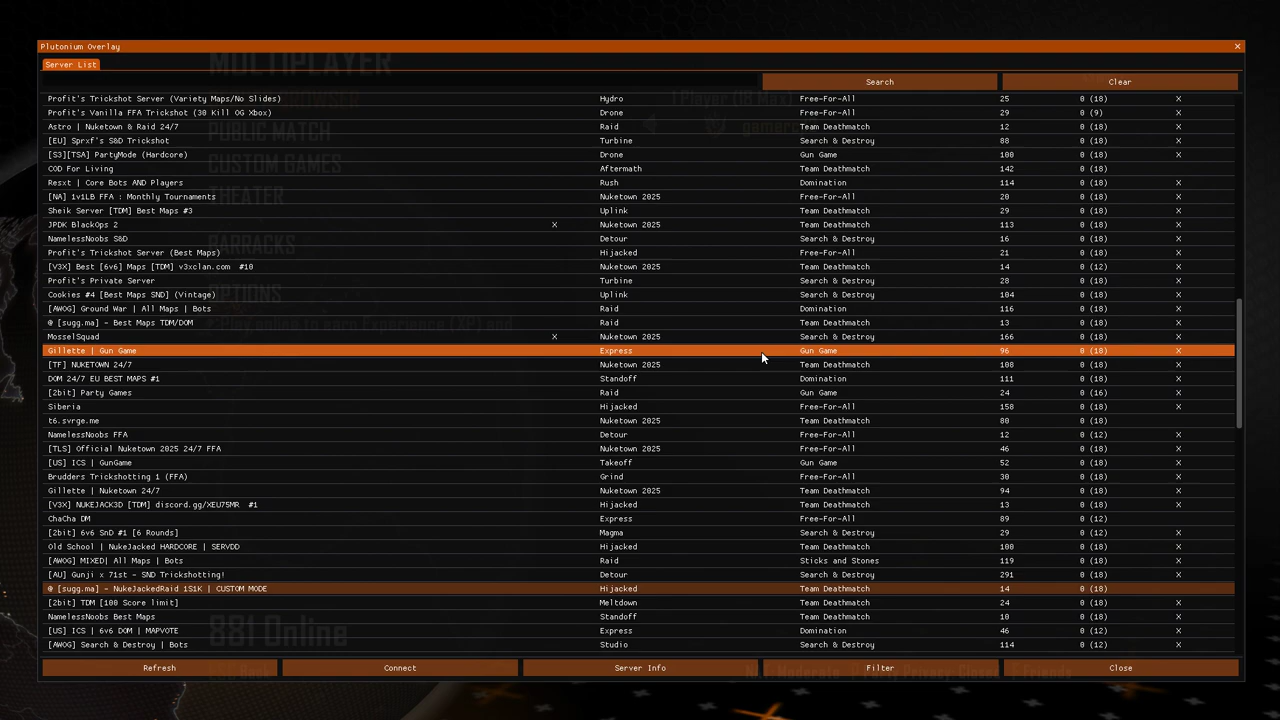 Plutonium Overlay X
Server List
MULTIPLAYER
Search Clear
Profit's Trickshot Server (Variety Maps/No Slides) Hydro Free-For-All 25 0 (18) X
Profit's Vanilla FFA Trickshot (30 Kill OG Xbox) Drone Free-For-All 29 0 (9) X
Astro | Nuketown & Raid 24/7 Raid Team Deathmatch 12 0 (18) X
[EU] Sprxf's S&D Trickshot Turbine Search & Destroy 88 0 (18) X
[S3][TSA] PartyMode (Hardcore) Drone Gun Game 100 0 (18) X
COD For Living Aftermath Team Deathmatch 142 0 (18)
Resxt | Core Bots AND Players Rush Domination 114 0 (18) X
[NA] 1v1LB FFA : Monthly Tournaments Nuketown 2025 Free-For-All 20 0 (18) X
Sheik Server [TDM] Best Maps #3 Uplink Team Deathmatch 29 0 (18) X
JPDK BlackOps 2 X Nuketown 2025 Team Deathmatch 113 0 (18) X
NamelessNoobs S&D Detour Search & Destroy 16 0 (18) X
Profit's Trickshot Server (Best Maps) Hijacked Free-For-All 21 0 (18) X
[V3X] Best [6v6] Maps [TDM] v3xclan.com #10 Nuketown 2025 Team Deathmatch 14 0 (12) X
Profit's Private Server Turbine Search & Destroy 28 0 (18) X
Cookies #4 [Best Maps SND] (Vintage) Uplink Search & Destroy 104 0 (18) X
[AWOG] Ground War | All Maps | Bots Raid Domination 116 0 (18) X
@ [sugg.ma] - Best Maps TDM/DOM Raid Team Deathmatch 13 0 (18) X
MosselSquad X Nuketown 2025 Search & Destroy 166 0 (18) X
Gillette | Gun Game Express Gun Game 96 0 (18) X
[TF] NUKETOWN 24/7 Nuketown 2025 Team Deathmatch 108 0 (18) X
DOM 24/7 EU BEST MAPS #1 Standoff Domination 111 0 (18) X
[2bit] Party Games Raid Gun Game 24 0 (16) X
Siberia Hijacked Free-For-All 158 0 (18) X
t6.svrge.me Nuketown 2025 Team Deathmatch 80 0 (18)
NamelessNoobs FFA Detour Free-For-All 12 0 (12) X
[TLS] Official Nuketown 2025 24/7 FFA Nuketown 2025 Free-For-All 46 0 (18) X
[US] ICS | GunGame Takeoff Gun Game 52 0 (18) X
Brudders Trickshotting 1 (FFA) Grind Free-For-All 30 0 (18) X
Gillette | Nuketown 24/7 Nuketown 2025 Team Deathmatch 94 0 (18) X
[V3X] NUKEJACK3D [TDM] discord.gg/XEU75MR #1 Hijacked Team Deathmatch 13 0 (18) X
ChaCha DM Express Free-For-All 89 0 (12)
[2bit] 6v6 SnD #1 [6 Rounds] Magma Search & Destroy 29 0 (12) X
Old School | NukeJacked HARDCORE | SERVDD Hijacked Team Deathmatch 100 0 (18) X
[AWOG] MIXED| All Maps | Bots Raid Sticks and Stones 119 0 (18) X
[AU] Gunji x 71st - SND Trickshotting! Detour Search & Destroy 291 0 (18) X
@ [sugg.ma] - NukeJackedRaid 1S1K | CUSTOM MODE Hijacked Team Deathmatch 14 0 (18)
[2bit] TDM [100 Score limit] Meltdown Team Deathmatch 24 0 (18) X
NamelessNoobs Best Maps Standoff Team Deathmatch 10 0 (18) X
[US] ICS | 6v6 DOM | MAPVOTE Express Domination 46 0 (12) X
[AWOG] Search & Destroy | Bots Studio Search & Destroy 114 0 (12) X
1 Player (18 Max)
PUBLIC MATCH
CUSTOM GAMES
THEATER
BARRACKS
OPTIONS
Play online to earn Experience (XP) and
881 Online
Refresh Connect Server Info Filter Close